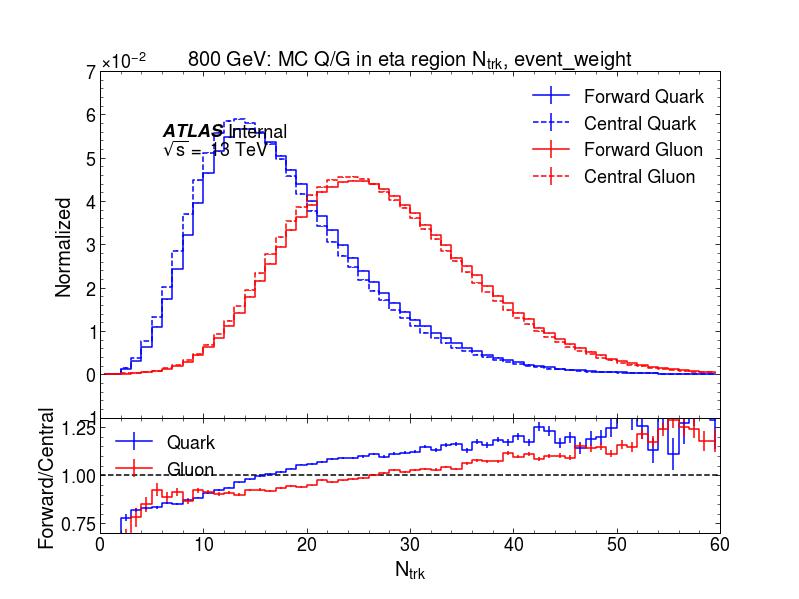 ×10⁻²
800 GeV: MC Q/G in eta region N_trk, event_weight
7
6
5
4
3
2
1
0
1
Normalized
ATLAS Internal
√s = 13 TeV
Forward Quark
Central Quark
Forward Gluon
Central Gluon
1.25
1.00
0.75
Forward/Central
Quark
Gluon
0 10 20 30 40 50 60
N_trk